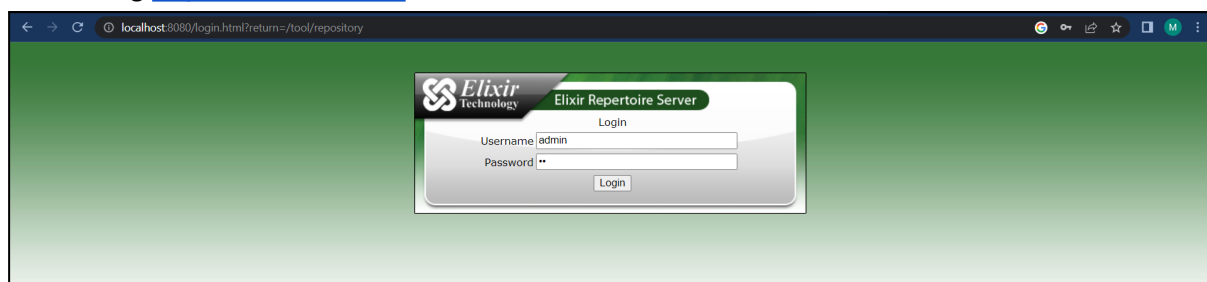 localhost:8080/login.html?return=/tool/repository
M
Elixir
Technology
Elixir Repertoire Server
Login
Username admin
Password ••
Login